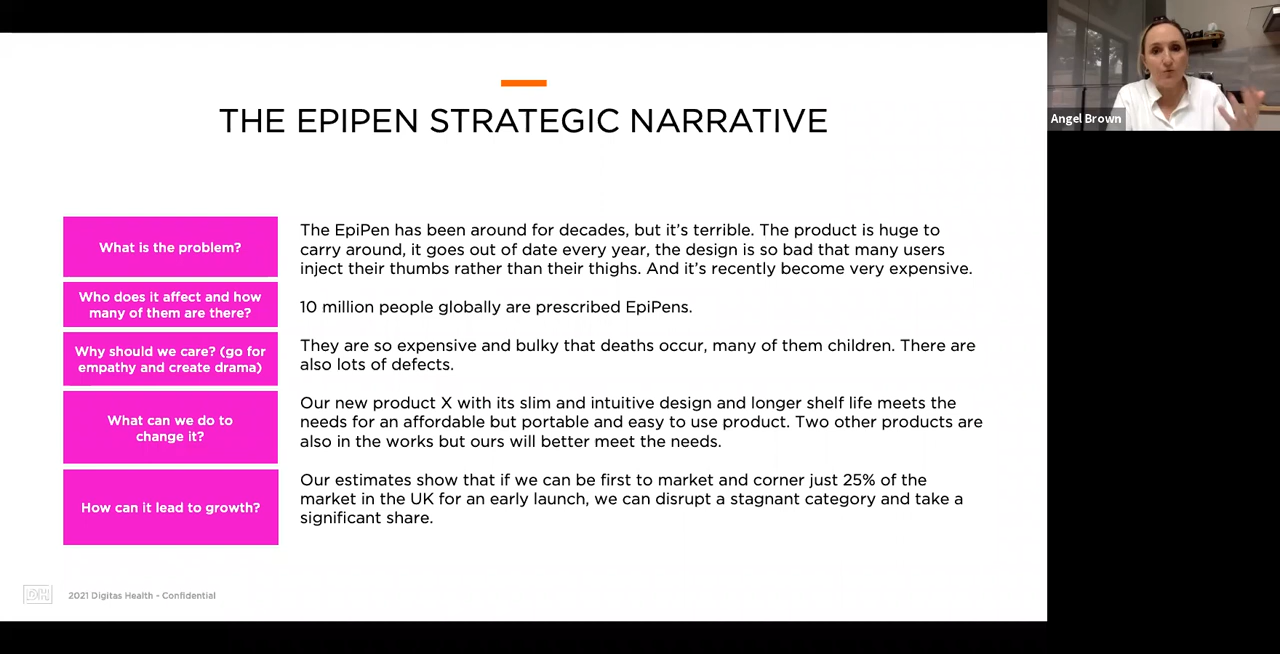 THE EPIPEN STRATEGIC NARRATIVE
What is the problem?
The EpiPen has been around for decades, but it’s terrible. The product is huge to
carry around, it goes out of date every year, the design is so bad that many users
inject their thumbs rather than their thighs. And it’s recently become very expensive.
Who does it affect and how
many of them are there?
10 million people globally are prescribed EpiPens.
Why should we care? (go for
empathy and create drama)
They are so expensive and bulky that deaths occur, many of them children. There are
also lots of defects.
What can we do to
change it?
Our new product X with its slim and intuitive design and longer shelf life meets the
needs for an affordable but portable and easy to use product. Two other products are
also in the works but ours will better meet the needs.
How can it lead to growth?
Our estimates show that if we can be first to market and corner just 25% of the
market in the UK for an early launch, we can disrupt a stagnant category and take a
significant share.
DH
2021 Digitas Health - Confidential
Angel Brown